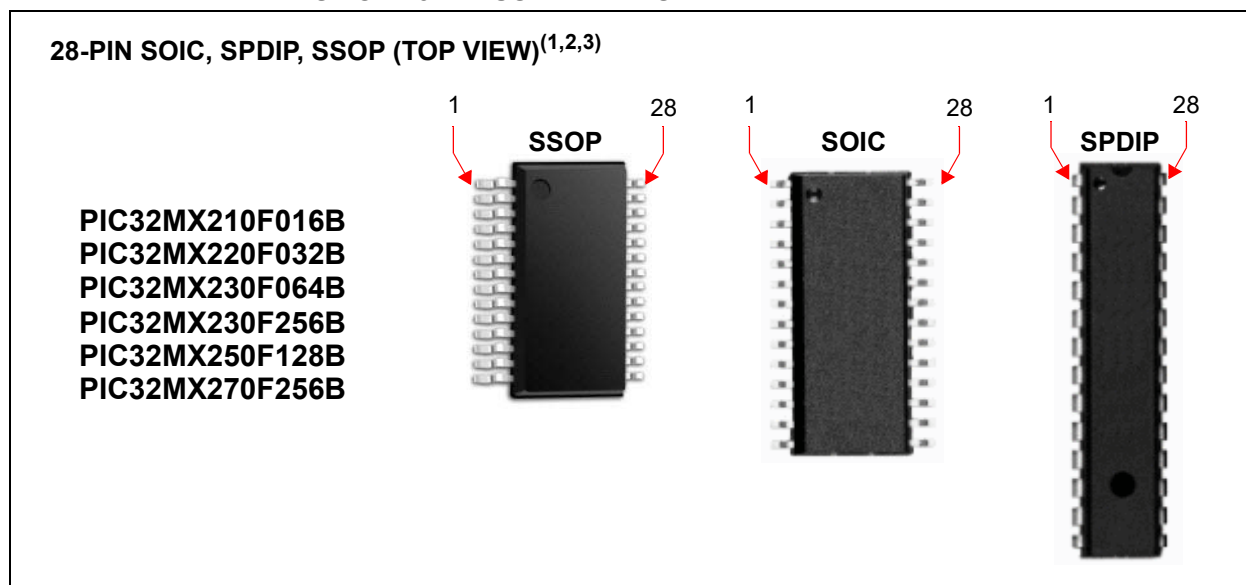 28-PIN SOIC, SPDIP, SSOP (TOP VIEW)(1,2,3)
1 28 1 28 1 28
SSOP SOIC SPDIP
PIC32MX210F016B
PIC32MX220F032B
PIC32MX230F064B
PIC32MX230F256B
PIC32MX250F128B
PIC32MX270F256B